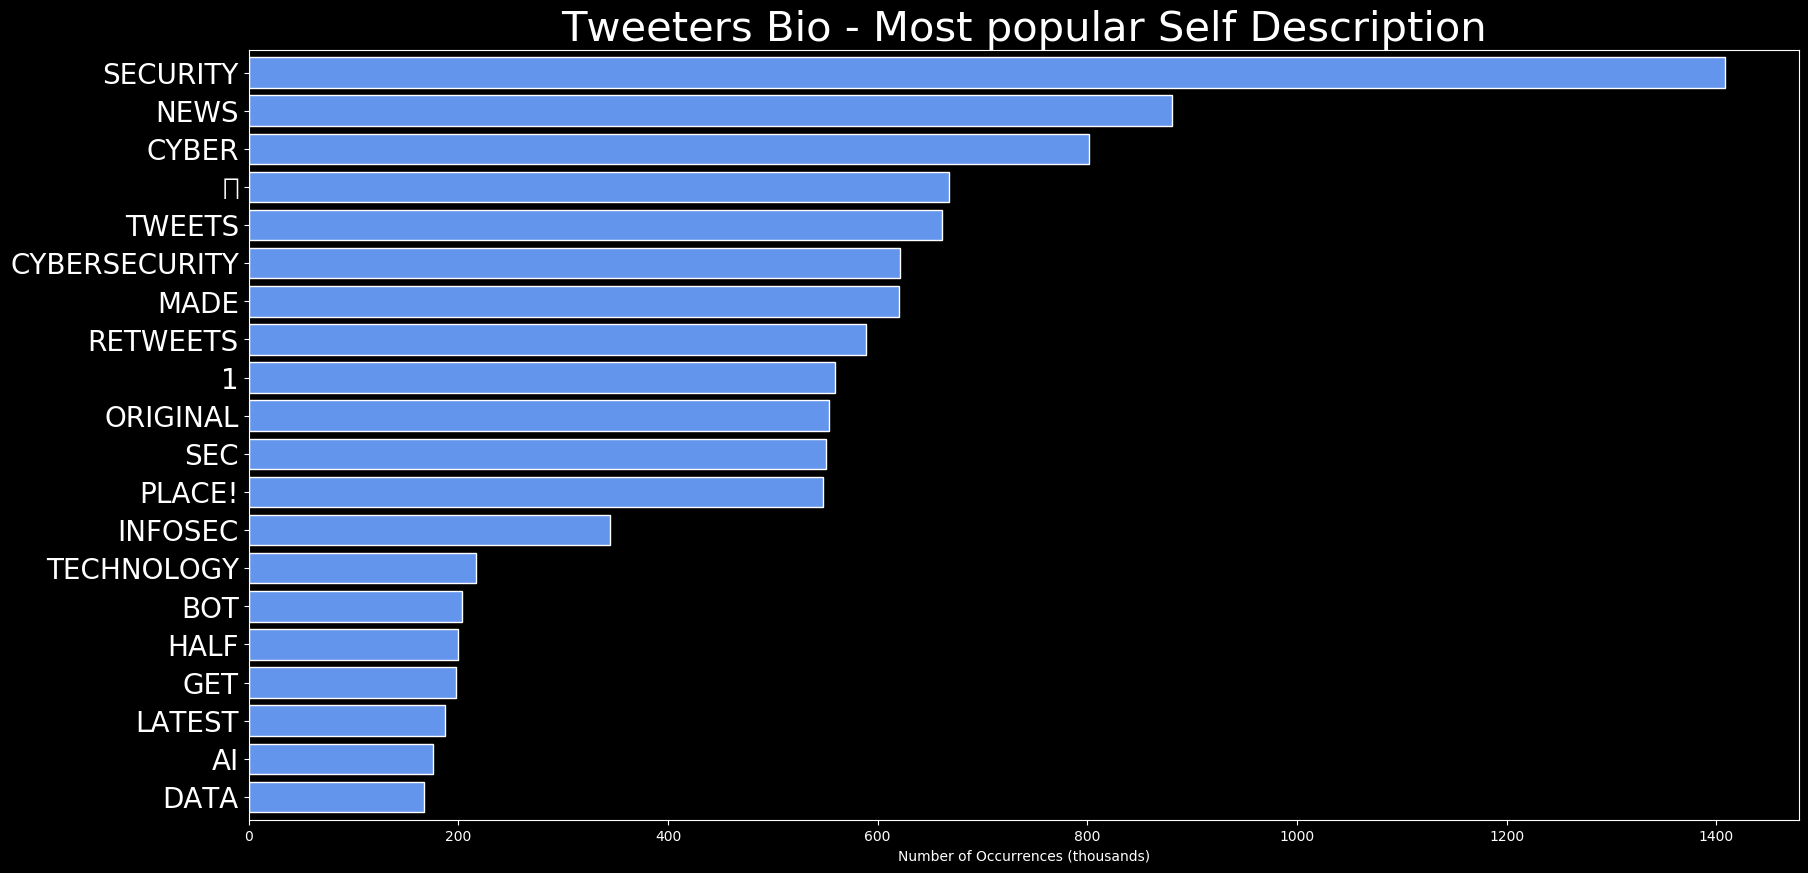 Tweeters Bio - Most popular Self Description
SECURITY
NEWS
CYBER
TWEETS
CYBERSECURITY
MADE
RETWEETS
1
ORIGINAL
SEC
PLACE!
INFOSEC
TECHNOLOGY
BOT
HALF
GET
LATEST
AI
DATA
0 200 400 600 800 1000 1200 1400
Number of Occurrences (thousands)